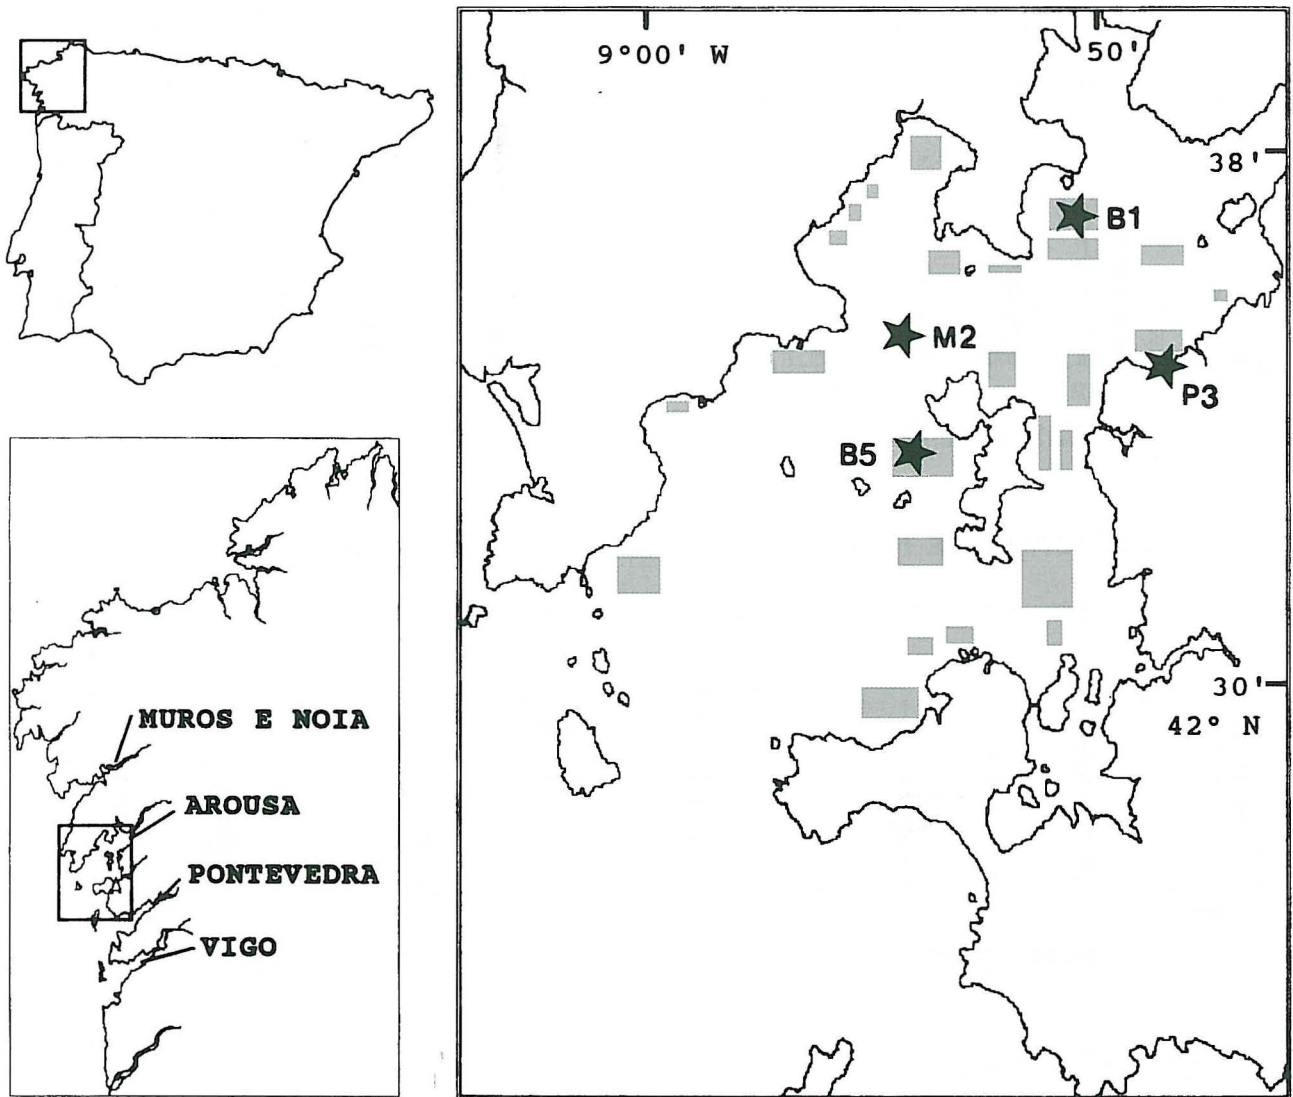 9°00' W
50'
38'
B1
M2
P3
B5
30'
42° N
MUROS E NOIA
AROUSA
PONTEVEDRA
VIGO